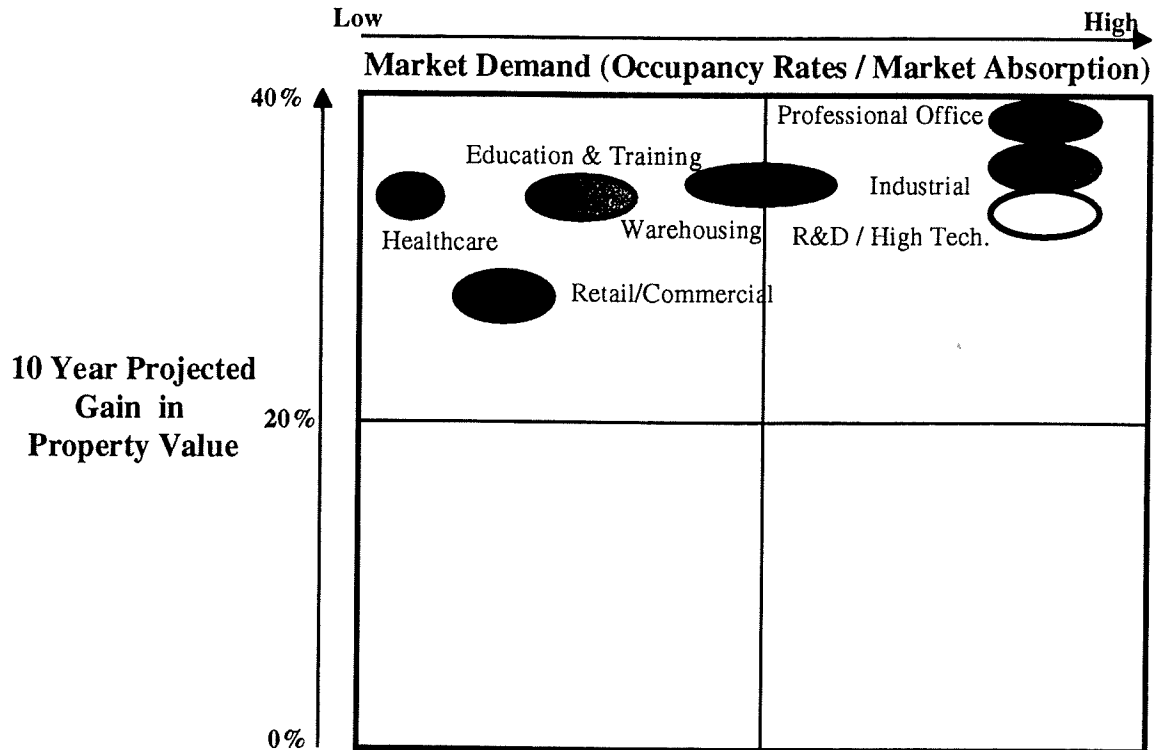 Low
High
Market Demand (Occupancy Rates / Market Absorption)
40%
Professional Office
Education & Training
Industrial
Warehousing
R&D / High Tech.
Healthcare
Retail/Commercial
10 Year Projected
Gain in
Property Value
20%
0%